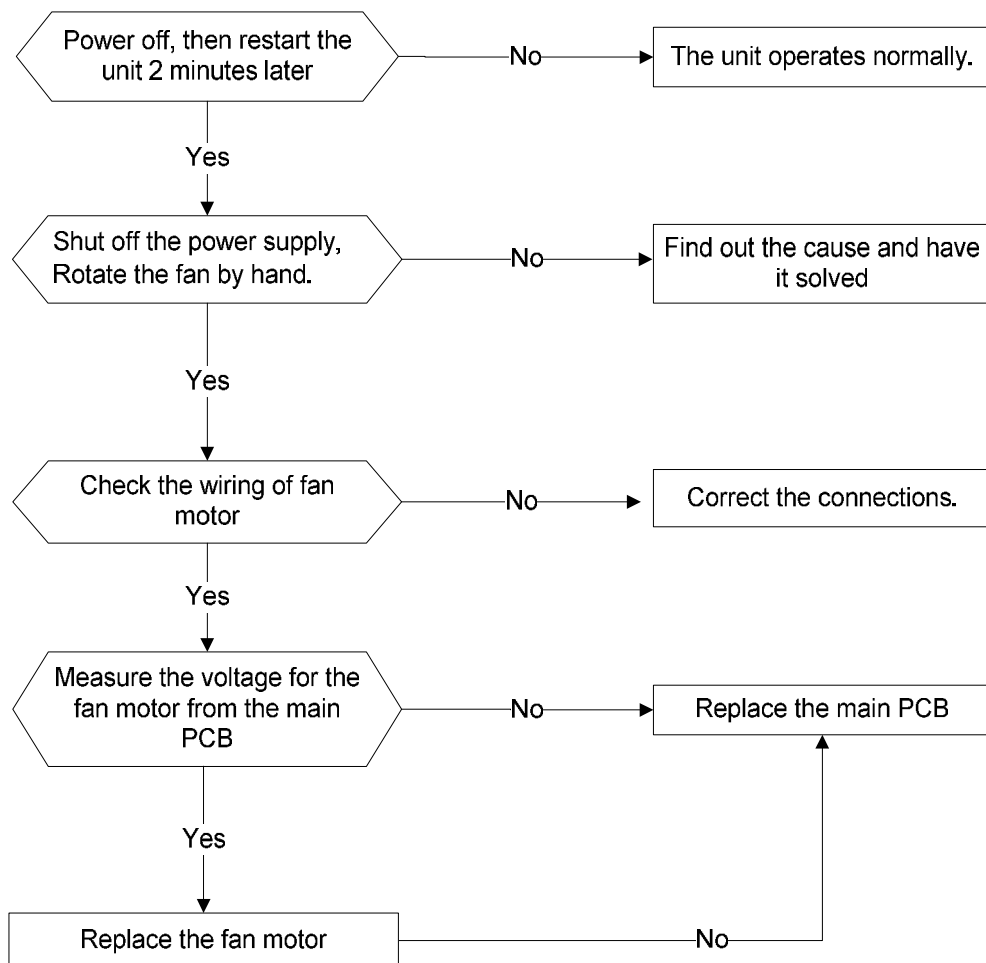 Power off, then restart the
unit 2 minutes later
No
The unit operates normally.
Yes
Shut off the power supply,
Rotate the fan by hand.
No
Find out the cause and have
it solved
Yes
Check the wiring of fan
motor
No
Correct the connections.
Yes
Measure the voltage for the
fan motor from the main
PCB
No
Replace the main PCB
Yes
Replace the fan motor
No